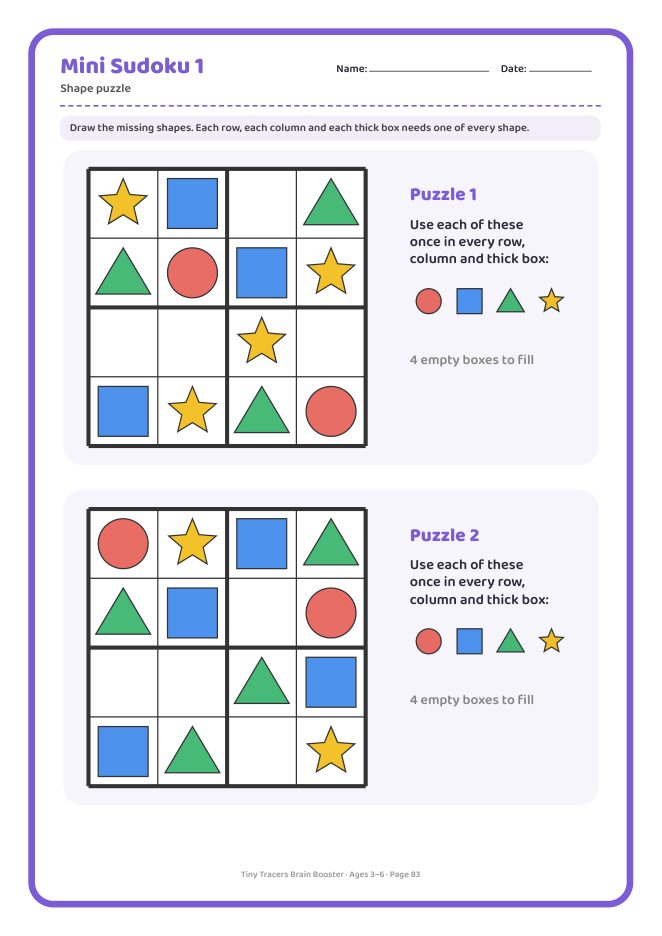 Mini Sudoku 1
Name: Date:
Shape puzzle
Draw the missing shapes. Each row, each column and each thick box needs one of every shape.
Puzzle 1
Use each of these
once in every row,
column and thick box:
4 empty boxes to fill
Puzzle 2
Use each of these
once in every row,
column and thick box:
4 empty boxes to fill
Tiny Tracers Brain Booster · Ages 3–6 · Page 83